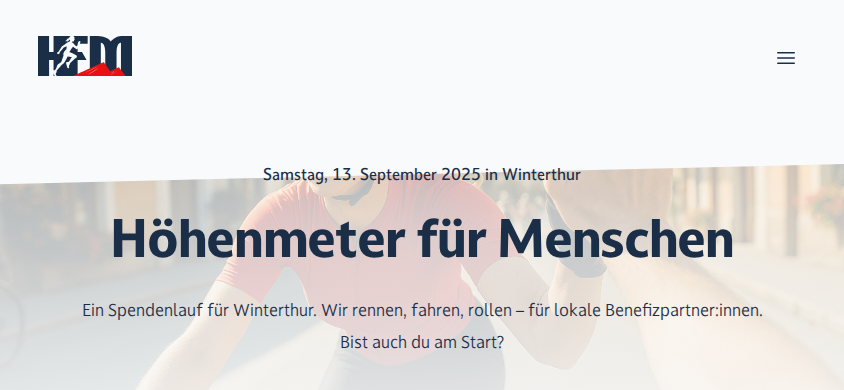 HFM
Samstag, 13. September 2025 in Winterthur
Höhenmeter für Menschen
Ein Spendenlauf für Winterthur. Wir rennen, fahren, rollen – für lokale Benefizpartner:innen.
Bist auch du am Start?